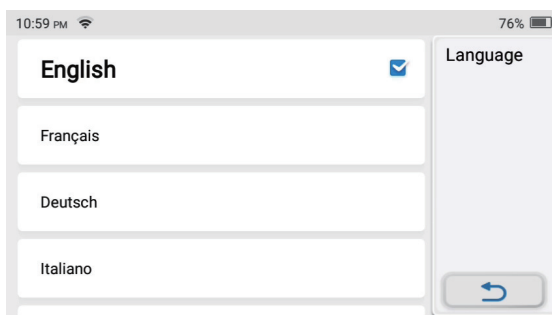 10:59 PM
76%
English
Français
Deutsch
Italiano
Language